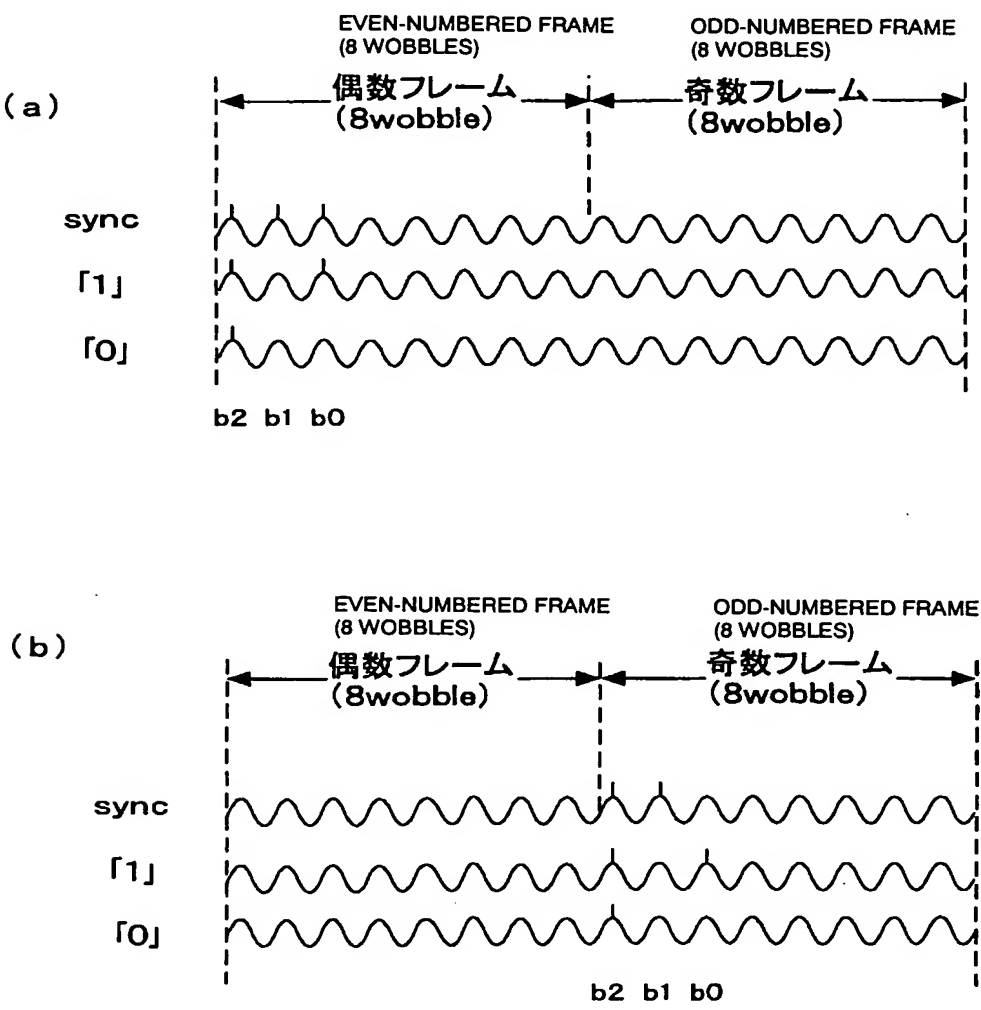 EVEN-NUMBERED FRAME
(8 WOBBLES)
ODD-NUMBERED FRAME
(8 WOBBLES)
(a)
偶数フレーム
(8wobble)
奇数フレーム
(8wobble)
sync
「1」
「0」
b2 b1 b0
EVEN-NUMBERED FRAME
(8 WOBBLES)
ODD-NUMBERED FRAME
(8 WOBBLES)
(b)
偶数フレーム
(8wobble)
奇数フレーム
(8wobble)
sync
「1」
「0」
b2 b1 b0